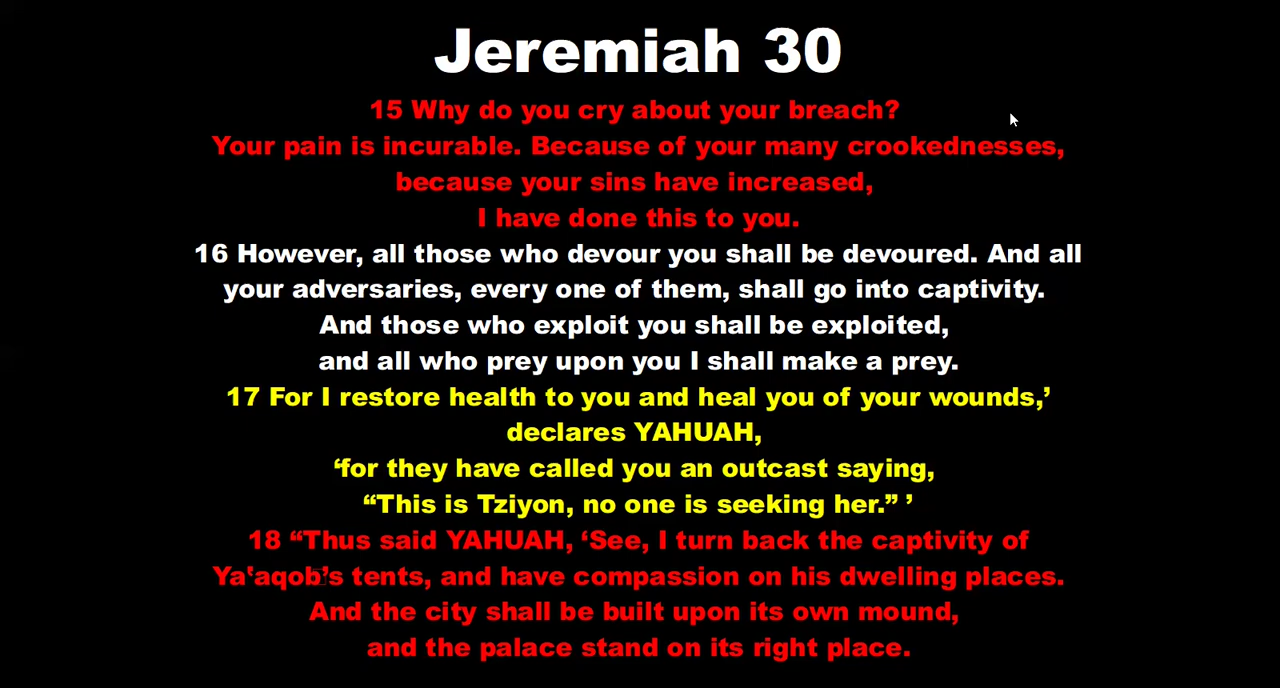 Jeremiah 30
15 Why do you cry about your breach?
Your pain is incurable. Because of your many crookednesses,
because your sins have increased,
I have done this to you.
16 However, all those who devour you shall be devoured. And all
your adversaries, every one of them, shall go into captivity.
And those who exploit you shall be exploited,
and all who prey upon you I shall make a prey.
17 For I restore health to you and heal you of your wounds,’
declares YAHUAH,
‘for they have called you an outcast saying,
“This is Tziyon, no one is seeking her.” ’
18 “Thus said YAHUAH, ‘See, I turn back the captivity of
Ya‛aqob’s tents, and have compassion on his dwelling places.
And the city shall be built upon its own mound,
and the palace stand on its right place.